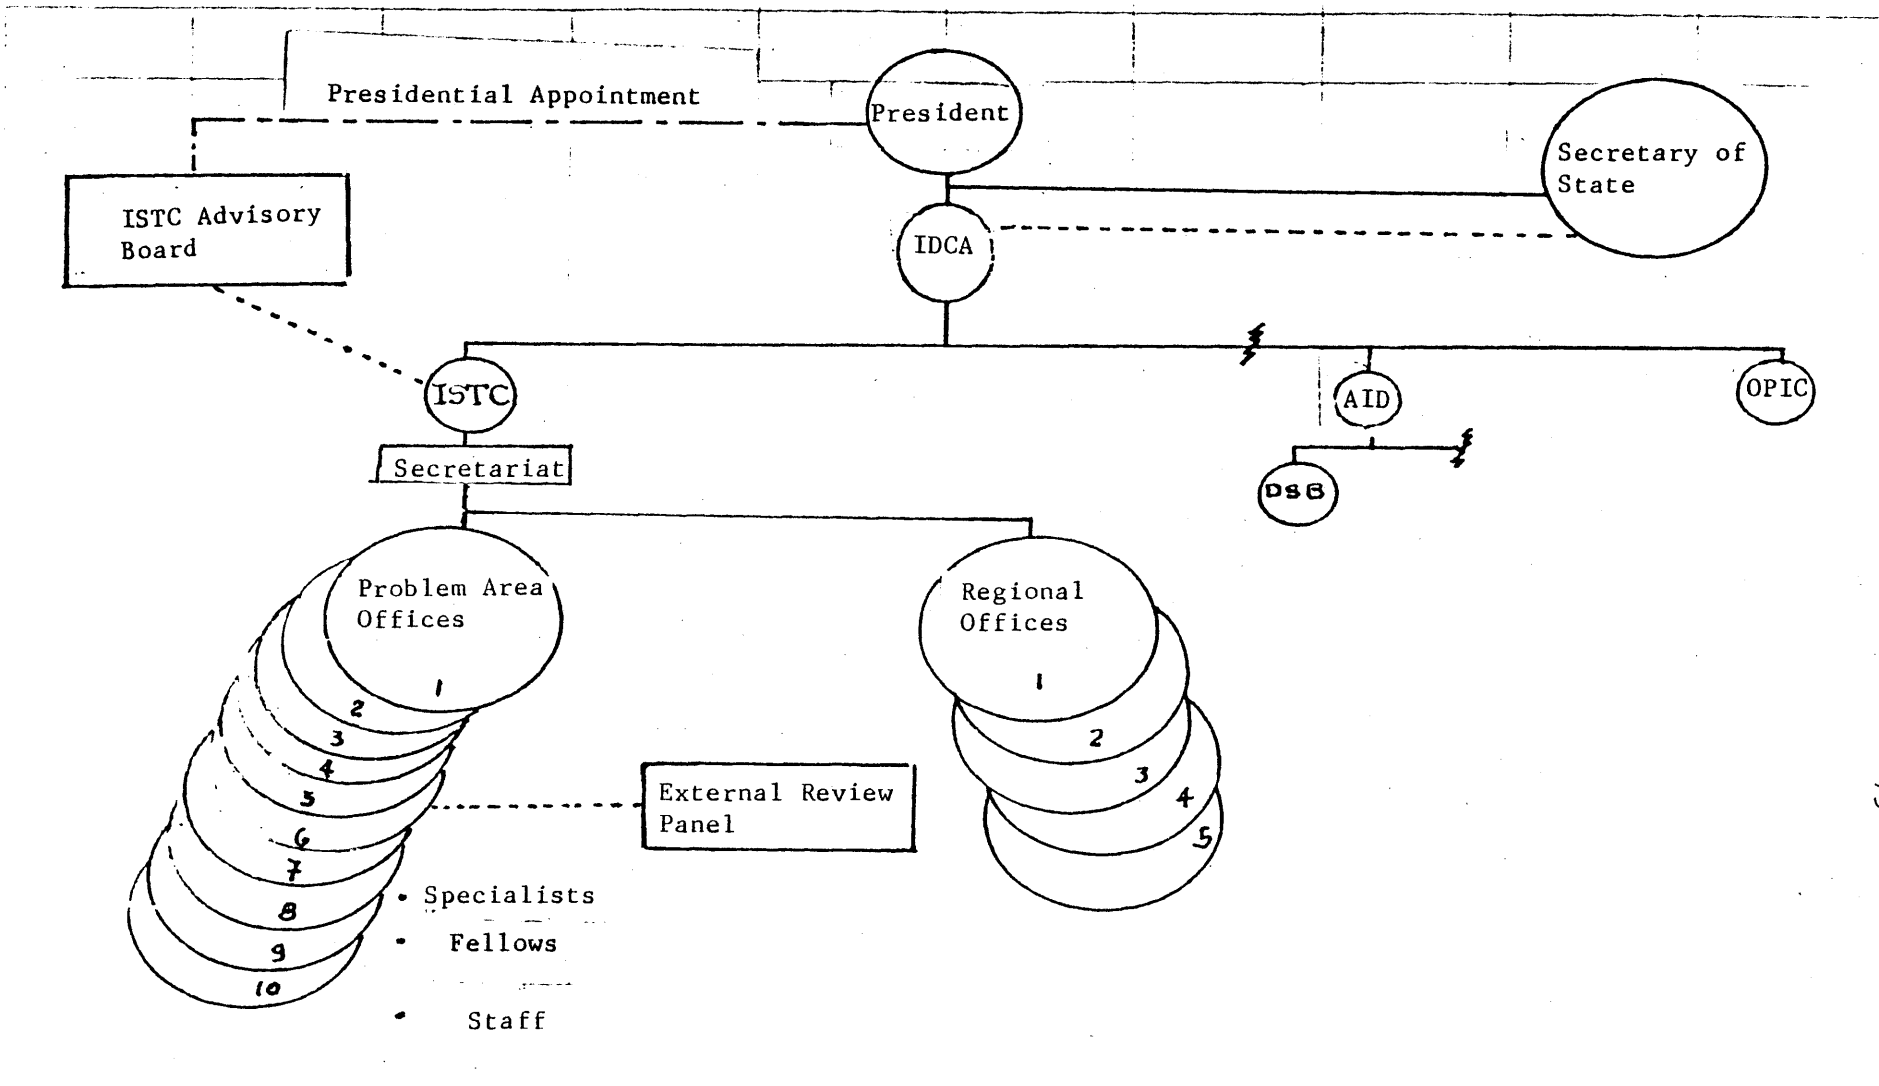 Presidential Appointment
President
Secretary of
State
ISTC Advisory
Board
IDCA
ISTC
AID
OPIC
Secretariat
DSB
Problem Area
Offices
1
2
3
4
5
6
7
8
9
10
Regional
Offices
1
2
3
4
5
External Review
Panel
• Specialists
• Fellows
• Staff